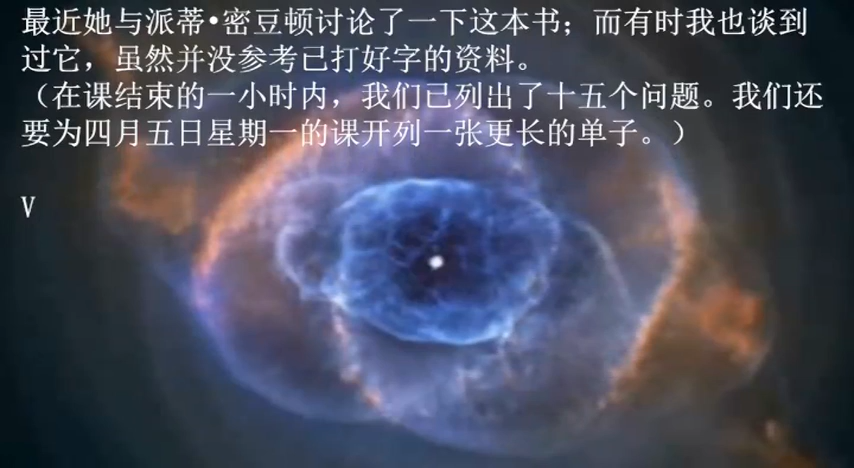 最近她与派蒂•密豆顿讨论了一下这本书；而有时我也谈到
过它，虽然并没参考已打好字的资料。
（在课结束的一小时内，我们已列出了十五个问题。我们还
要为四月五日星期一的课开列一张更长的单子。）
V